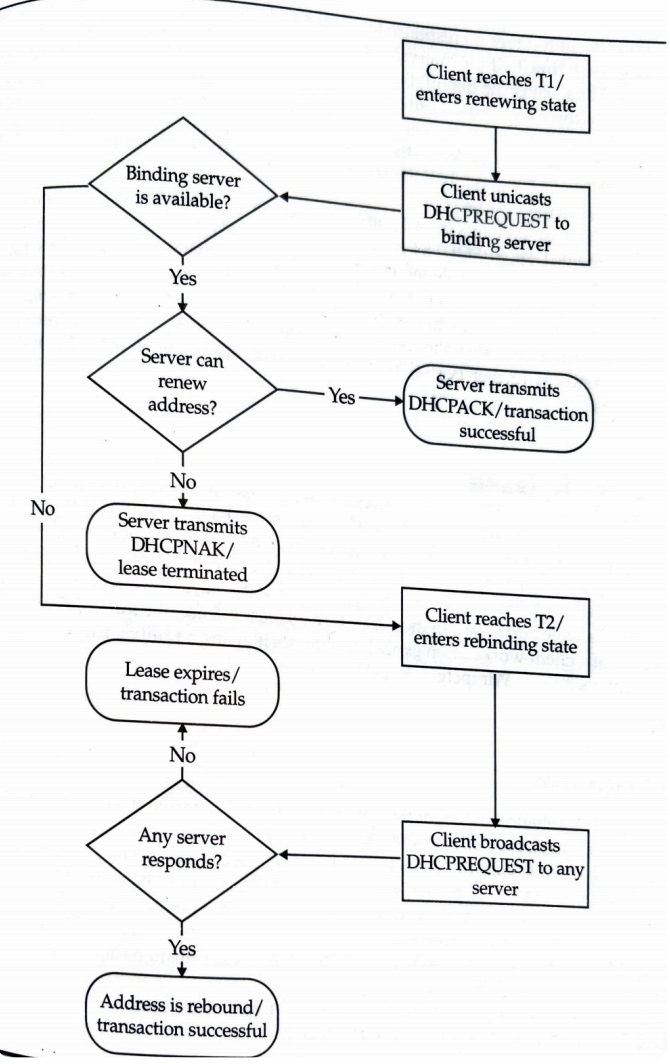 Client reaches T1/
enters renewing state
Binding server
is available?
Client unicasts
DHCPREQUEST to
binding server
Yes
Server can
renew
address?
Yes
Server transmits
DHCPACK/transaction
successful
No
No
Server transmits
DHCPNAK/
lease terminated
Client reaches T2/
enters rebinding state
Lease expires/
transaction fails
No
Any server
responds?
Client broadcasts
DHCPREQUEST to any
server
Yes
Address is rebound/
transaction successful